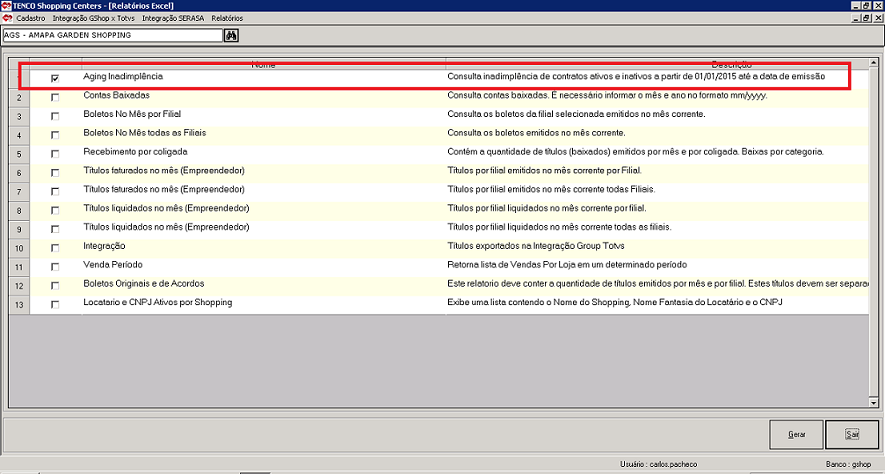 TENCO Shopping Centers - [Relatórios Excel]
Cadastro Integração GShop x Totvs Integração SERASA Relatórios
AGS - AMAPA GARDEN SHOPPING
Nome Descrição
1 Aging Inadimplência Consulta inadimplência de contratos ativos e inativos a partir de 01/01/2015 até a data de emissão
2 Contas Baixadas Consulta contas baixadas. É necessário informar o mês e ano no formato mm/yyyy.
3 Boletos No Mês por Filial Consulta os boletos da filial selecionada emitidos no mês corrente.
4 Boletos No Mês todas as Filiais Consulta os boletos emitidos no mês corrente.
5 Recebimento por coligada Contém a quantidade de títulos (baixados) emitidos por mês e por coligada. Baixas por categoria.
6 Títulos faturados no mês (Empreendedor) Títulos por filial emitidos no mês corrente por Filial.
7 Títulos faturados no mês (Empreendedor) Títulos por filial emitidos no mês corrente todas Filiais.
8 Títulos liquidados no mês (Empreendedor) Títulos por filial liquidados no mês corrente por filial.
9 Títulos liquidados no mês (Empreendedor) Títulos por filial liquidados no mês corrente todas as filiais.
10 Integração Títulos exportados na Integração Group Totvs
11 Venda Período Retorna lista de Vendas Por Loja em um determinado período
12 Boletos Originais e de Acordos Este relatorio deve conter a quantidade de títulos emitidos por mês e por filial. Estes títulos devem ser separa
13 Locatario e CNPJ Ativos por Shopping Exibe uma lista contendo o Nome do Shopping, Nome Fantasia do Locatário e o CNPJ
Gerar Sair
Usuário : carlos.pacheco Banco : gshop